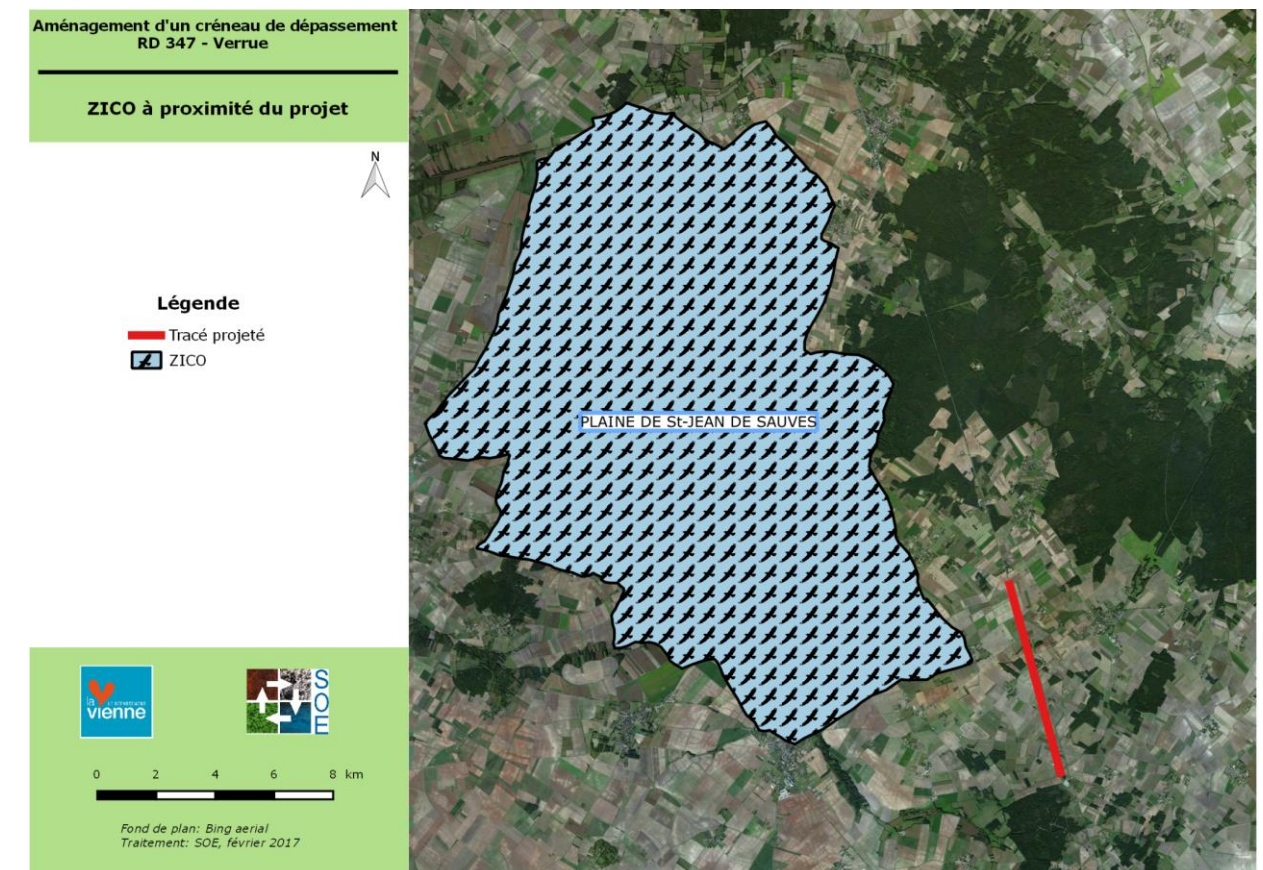 Aménagement d'un créneau de dépassement
RD 347 - Verrue
ZICO à proximité du projet
N
Légende
Tracé projeté
ZICO
PLAINE DE St-JEAN DE SAUVES
la
vienne
SOE
0 2 4 6 8 km
Fond de plan: Bing aerial
Traitement: SOE, février 2017